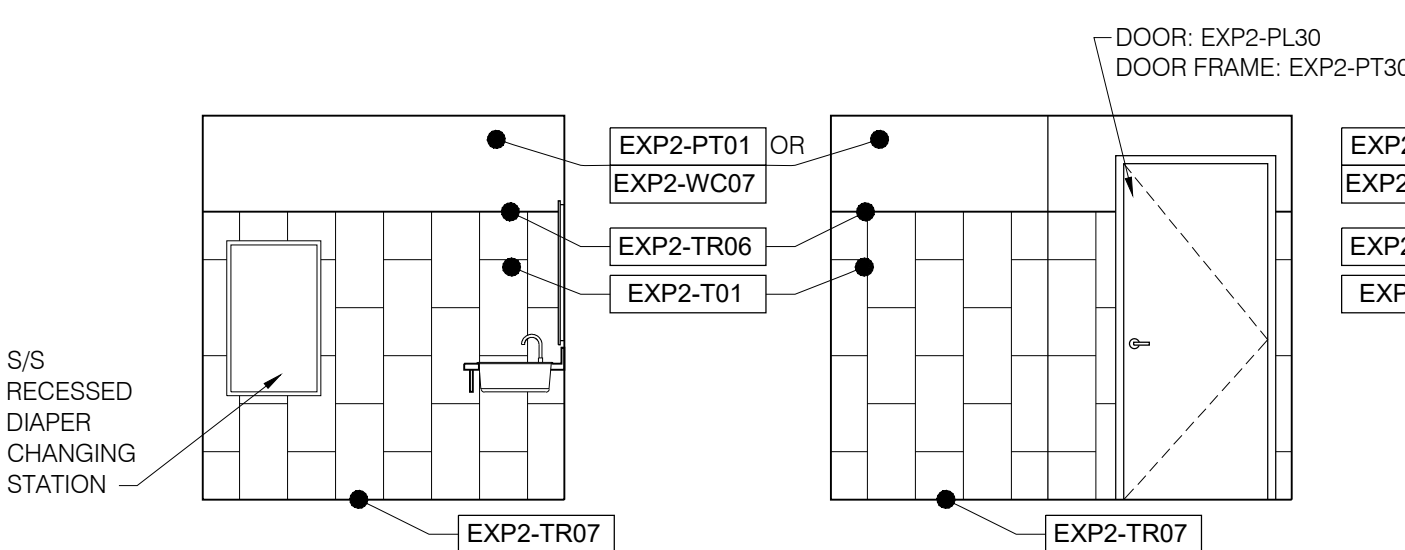 DOOR: EXP2-PL30
DOOR FRAME: EXP2-PT30
EXP2-PT01 OR
EXP2-WC07
EXP2-TR06
EXP2-T01
S/S
RECESSED
DIAPER
CHANGING
STATION
EXP2-TR07
EXP2-TR07